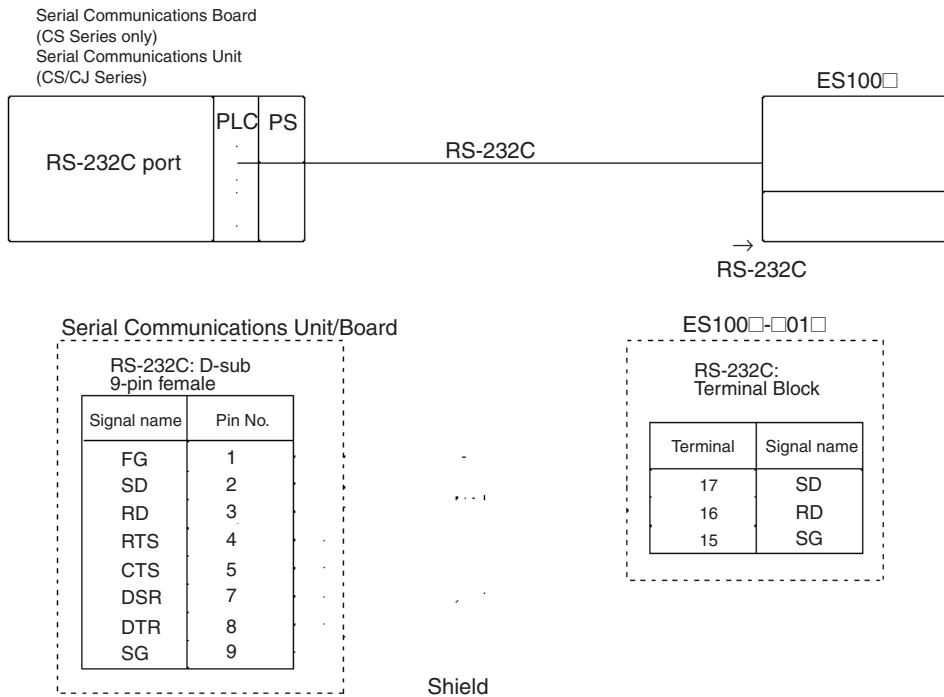 Serial Communications Board
(CS Series only)
Serial Communications Unit
(CS/CJ Series)
ES100□
PLC PS
RS-232C port
RS-232C
→
RS-232C
Serial Communications Unit/Board
RS-232C: D-sub
9-pin female
Signal name Pin No.
FG 1
SD 2
RD 3
RTS 4
CTS 5
DSR 7
DTR 8
SG 9
ES100□-□01□
RS-232C:
Terminal Block
Terminal Signal name
17 SD
16 RD
15 SG
Shield